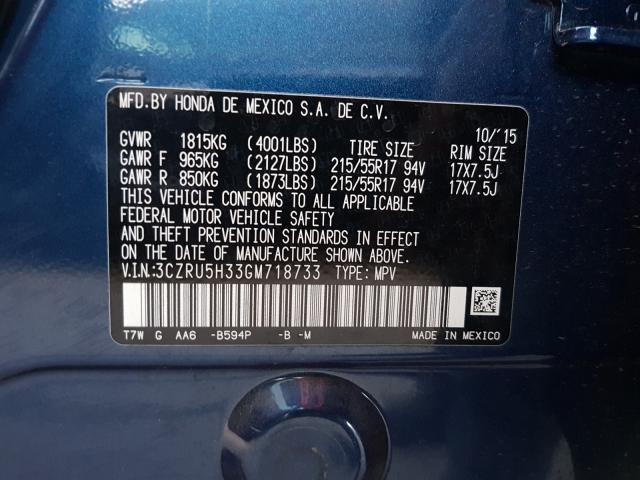 MFD.BY HONDA DE MEXICO S.A. DE C.V.
10/'15
GVWR 1815KG (4001LBS) TIRE SIZE RIM SIZE
GAWR F 965KG (2127LBS) 215/55R17 94V 17X7.5J
GAWR R 850KG (1873LBS) 215/55R17 94V 17X7.5J
THIS VEHICLE CONFORMS TO ALL APPLICABLE
FEDERAL MOTOR VEHICLE SAFETY
AND THEFT PREVENTION STANDARDS IN EFFECT
ON THE DATE OF MANUFACTURE SHOWN ABOVE.
V.I.N:3CZRU5H33GM718733 TYPE: MPV
T7W G AA6 -B594P -B -M MADE IN MEXICO